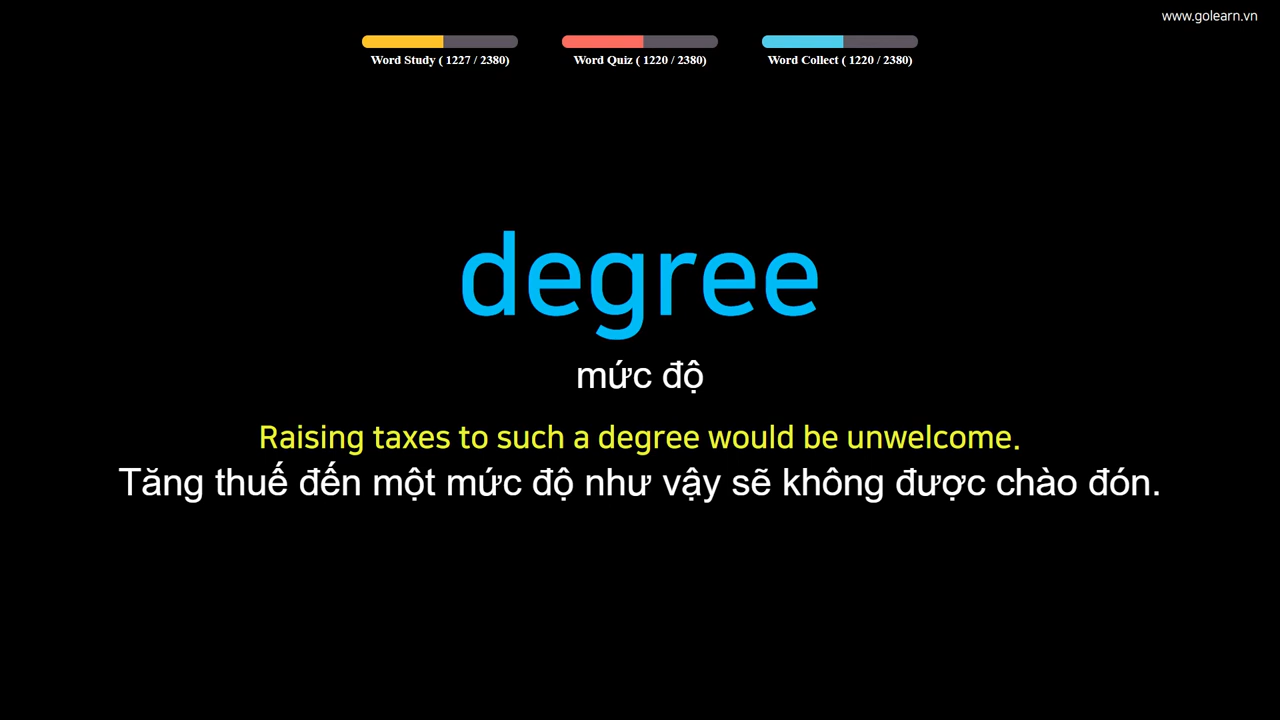 www.golearn.vn
Word Study ( 1227 / 2380)
Word Quiz ( 1220 / 2380)
Word Collect ( 1220 / 2380)
degree
mức độ
Raising taxes to such a degree would be unwelcome.
Tăng thuế đến một mức độ như vậy sẽ không được chào đón.